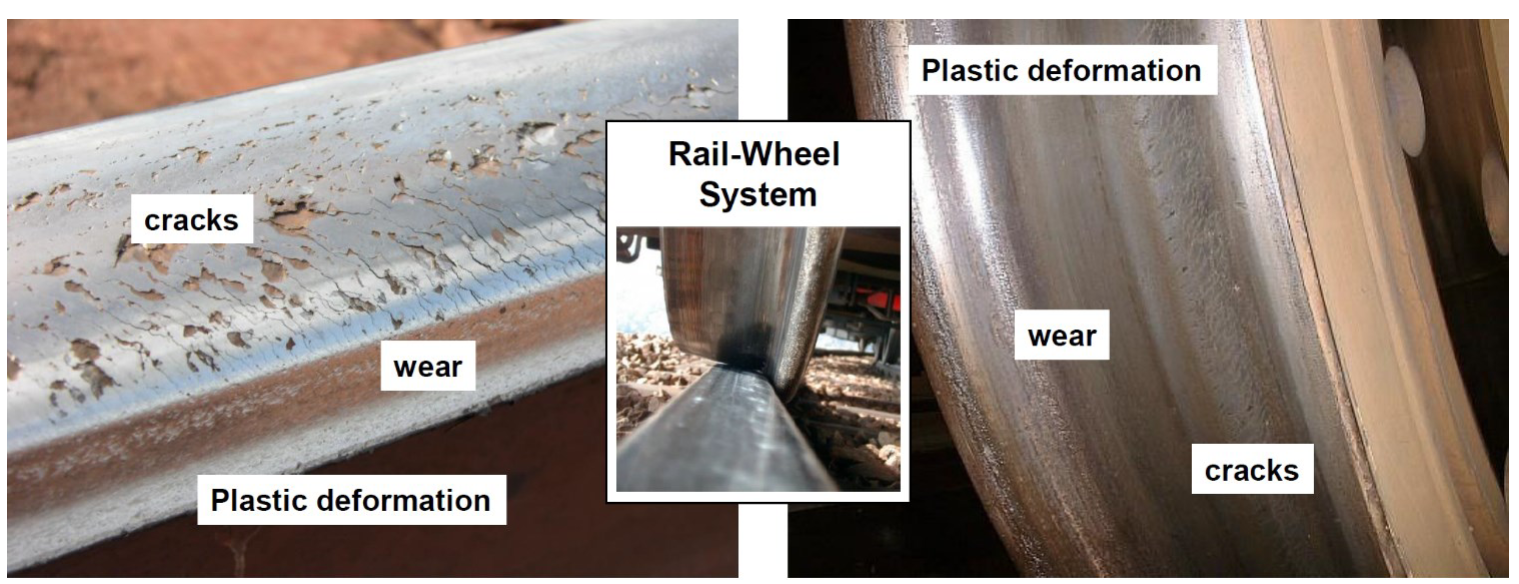 cracks
wear
Plastic deformation
Rail-Wheel
System
Plastic deformation
wear
cracks